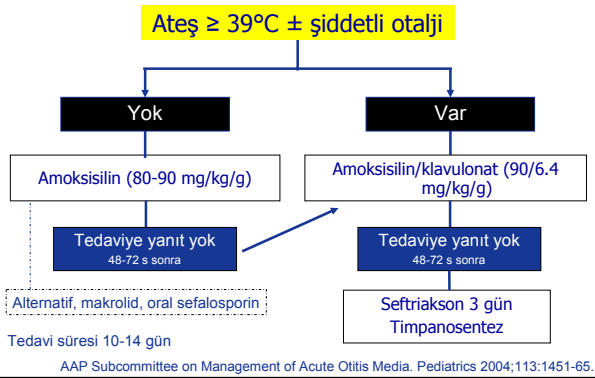 Ateş ≥ 39°C ± şiddetli otalji
Yok
Var
Amoksisilin (80-90 mg/kg/g)
Amoksisilin/klavulonat (90/6.4
mg/kg/g)
Tedaviye yanıt yok
48-72 s sonra
Tedaviye yanıt yok
48-72 s sonra
Alternatif, makrolid, oral sefalosporin
Seftriakson 3 gün
Timpanosentez
Tedavi süresi 10-14 gün
AAP Subcommittee on Management of Acute Otitis Media. Pediatrics 2004;113:1451-65.